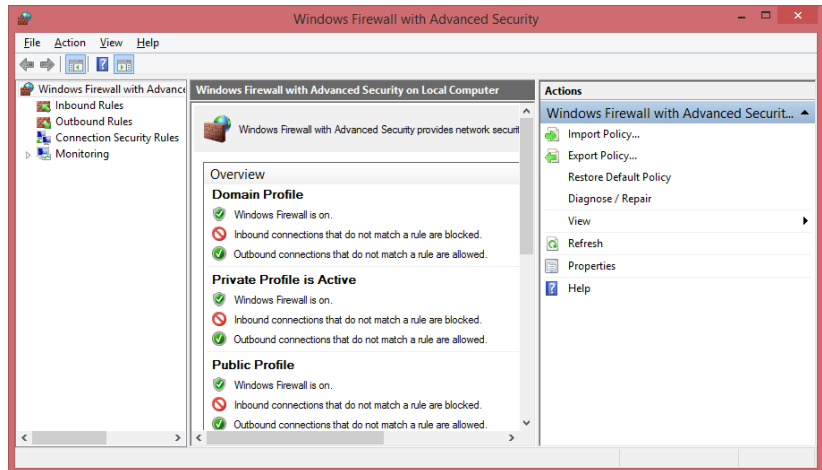 Windows Firewall with Advanced Security
File Action View Help
Windows Firewall with Advance
Inbound Rules
Outbound Rules
Connection Security Rules
Monitoring
Windows Firewall with Advanced Security on Local Computer
Windows Firewall with Advanced Security provides network securit
Overview
Domain Profile
Windows Firewall is on.
Inbound connections that do not match a rule are blocked.
Outbound connections that do not match a rule are allowed.
Private Profile is Active
Windows Firewall is on.
Inbound connections that do not match a rule are blocked.
Outbound connections that do not match a rule are allowed.
Public Profile
Windows Firewall is on.
Inbound connections that do not match a rule are blocked.
Outbound connections that do not match a rule are allowed.
Actions
Windows Firewall with Advanced Securit...
Import Policy...
Export Policy...
Restore Default Policy
Diagnose / Repair
View
Refresh
Properties
Help